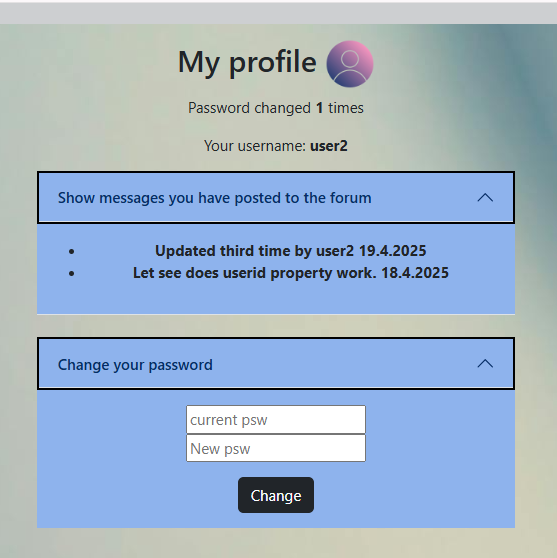 My profile
Password changed 1 times
Your username: user2
Show messages you have posted to the forum
Updated third time by user2 19.4.2025
Let see does userid property work. 18.4.2025
Change your password
current psw
New psw
Change